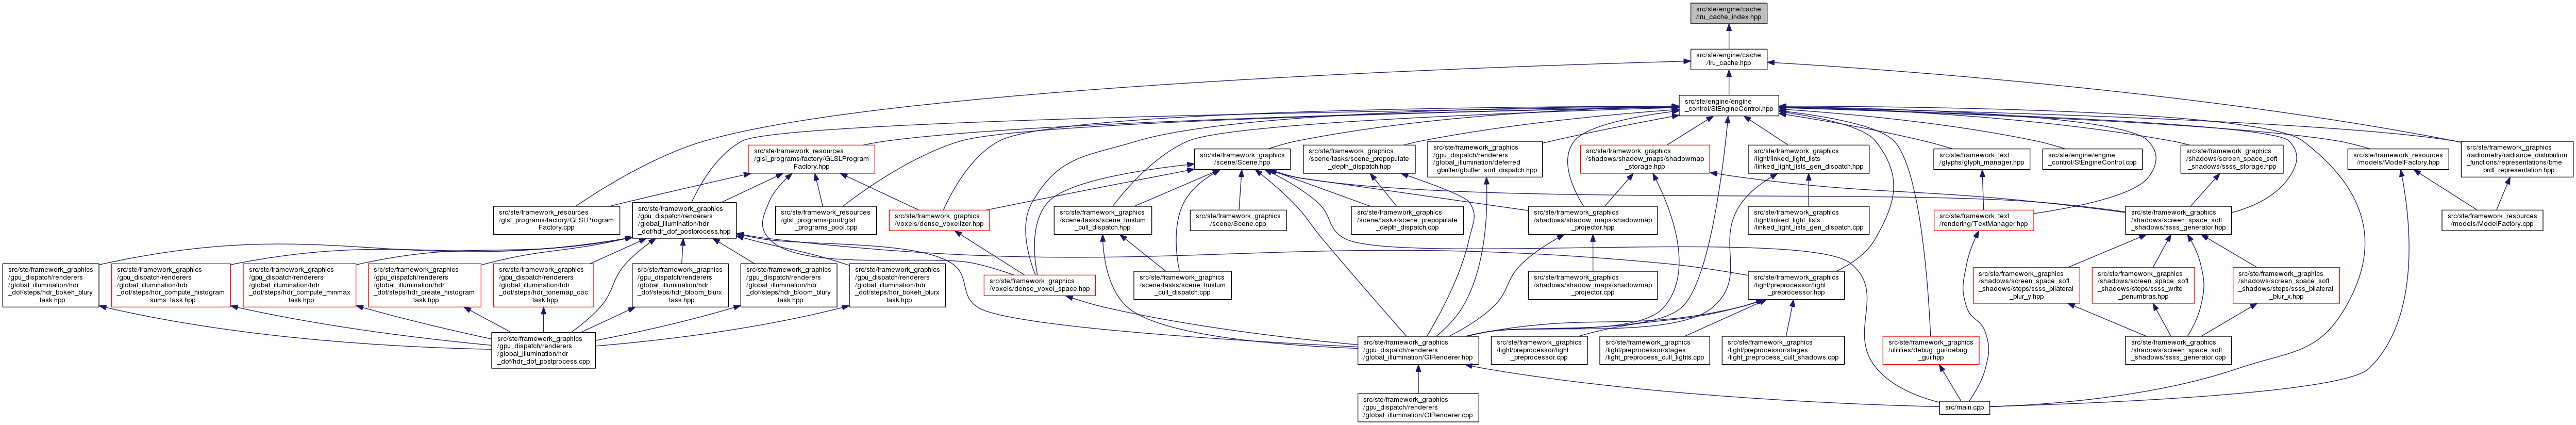 src/ste/engine/cache
/lru_cache_index.hpp
src/ste/engine/cache
/lru_cache.hpp
src/ste/engine/engine
_control/StEngineControl.hpp
src/ste/framework_resources
/glsl_programs/factory/GLSLProgram
Factory.hpp
src/ste/framework_graphics
/scene/Scene.hpp
src/ste/framework_graphics
/scene/tasks/scene_prepopulate
_depth_dispatch.hpp
src/ste/framework_graphics
/gpu_dispatch/renderers
/global_illumination/deferred
_gbuffer/gbuffer_sort_dispatch.hpp
src/ste/framework_graphics
/shadows/shadow_maps/shadowmap
_storage.hpp
src/ste/framework_graphics
/light/linked_light_lists
/linked_light_lists_gen_dispatch.hpp
src/ste/framework_text
/glyphs/glyph_manager.hpp
src/ste/engine/engine
_control/StEngineControl.cpp
src/ste/framework_graphics
/shadows/screen_space_soft
_shadows/ssss_storage.hpp
src/ste/framework_resources
/models/ModelFactory.hpp
src/ste/framework_graphics
/radiometry/radiance_distribution
_functions/representations/bme
_brdf_representation.hpp
src/ste/framework_resources
/glsl_programs/factory/GLSLProgram
Factory.cpp
src/ste/framework_graphics
/gpu_dispatch/renderers
/global_illumination/hdr
_dof/hdr_dof_postprocess.hpp
src/ste/framework_resources
/glsl_programs/pool/glsl
_programs_pool.cpp
src/ste/framework_graphics
/voxels/dense_voxelizer.hpp
src/ste/framework_graphics
/scene/tasks/scene_frustum
_cull_dispatch.hpp
src/ste/framework_graphics
/scene/Scene.cpp
src/ste/framework_graphics
/scene/tasks/scene_prepopulate
_depth_dispatch.cpp
src/ste/framework_graphics
/shadows/shadow_maps/shadowmap
_projector.hpp
src/ste/framework_graphics
/light/linked_light_lists
/linked_light_lists_gen_dispatch.cpp
src/ste/framework_text
/rendering/TextManager.hpp
src/ste/framework_graphics
/shadows/screen_space_soft
_shadows/ssss_generator.hpp
src/ste/framework_resources
/models/ModelFactory.cpp
src/ste/framework_graphics
/gpu_dispatch/renderers
/global_illumination/hdr
_dof/steps/hdr_bokeh_blury
_task.hpp
src/ste/framework_graphics
/gpu_dispatch/renderers
/global_illumination/hdr
_dof/steps/hdr_compute_histogram
_sums_task.hpp
src/ste/framework_graphics
/gpu_dispatch/renderers
/global_illumination/hdr
_dof/steps/hdr_compute_minmax
_task.hpp
src/ste/framework_graphics
/gpu_dispatch/renderers
/global_illumination/hdr
_dof/steps/hdr_create_histogram
_task.hpp
src/ste/framework_graphics
/gpu_dispatch/renderers
/global_illumination/hdr
_dof/steps/hdr_tonemap_coc
_task.hpp
src/ste/framework_graphics
/gpu_dispatch/renderers
/global_illumination/hdr
_dof/steps/hdr_bloom_blurx
_task.hpp
src/ste/framework_graphics
/gpu_dispatch/renderers
/global_illumination/hdr
_dof/steps/hdr_bloom_blury
_task.hpp
src/ste/framework_graphics
/gpu_dispatch/renderers
/global_illumination/hdr
_dof/steps/hdr_bokeh_blurx
_task.hpp
src/ste/framework_graphics
/voxels/dense_voxel_space.hpp
src/ste/framework_graphics
/scene/tasks/scene_frustum
_cull_dispatch.cpp
src/ste/framework_graphics
/shadows/shadow_maps/shadowmap
_projector.cpp
src/ste/framework_graphics
/light/preprocessor/light
_preprocessor.hpp
src/ste/framework_graphics
/shadows/screen_space_soft
_shadows/steps/ssss_bilateral
_blur_y.hpp
src/ste/framework_graphics
/shadows/screen_space_soft
_shadows/steps/ssss_write
_penumbras.hpp
src/ste/framework_graphics
/shadows/screen_space_soft
_shadows/steps/ssss_bilateral
_blur_x.hpp
src/ste/framework_graphics
/gpu_dispatch/renderers
/global_illumination/hdr
_dof/hdr_dof_postprocess.cpp
src/ste/framework_graphics
/gpu_dispatch/renderers
/global_illumination/GIRenderer.hpp
src/ste/framework_graphics
/light/preprocessor/light
_preprocessor.cpp
src/ste/framework_graphics
/light/preprocessor/stages
/light_preprocess_cull_lights.cpp
src/ste/framework_graphics
/light/preprocessor/stages
/light_preprocess_cull_shadows.cpp
src/ste/framework_graphics
/utilities/debug_gui/debug
_gui.hpp
src/ste/framework_graphics
/shadows/screen_space_soft
_shadows/ssss_generator.cpp
src/ste/framework_graphics
/gpu_dispatch/renderers
/global_illumination/GIRenderer.cpp
src/main.cpp